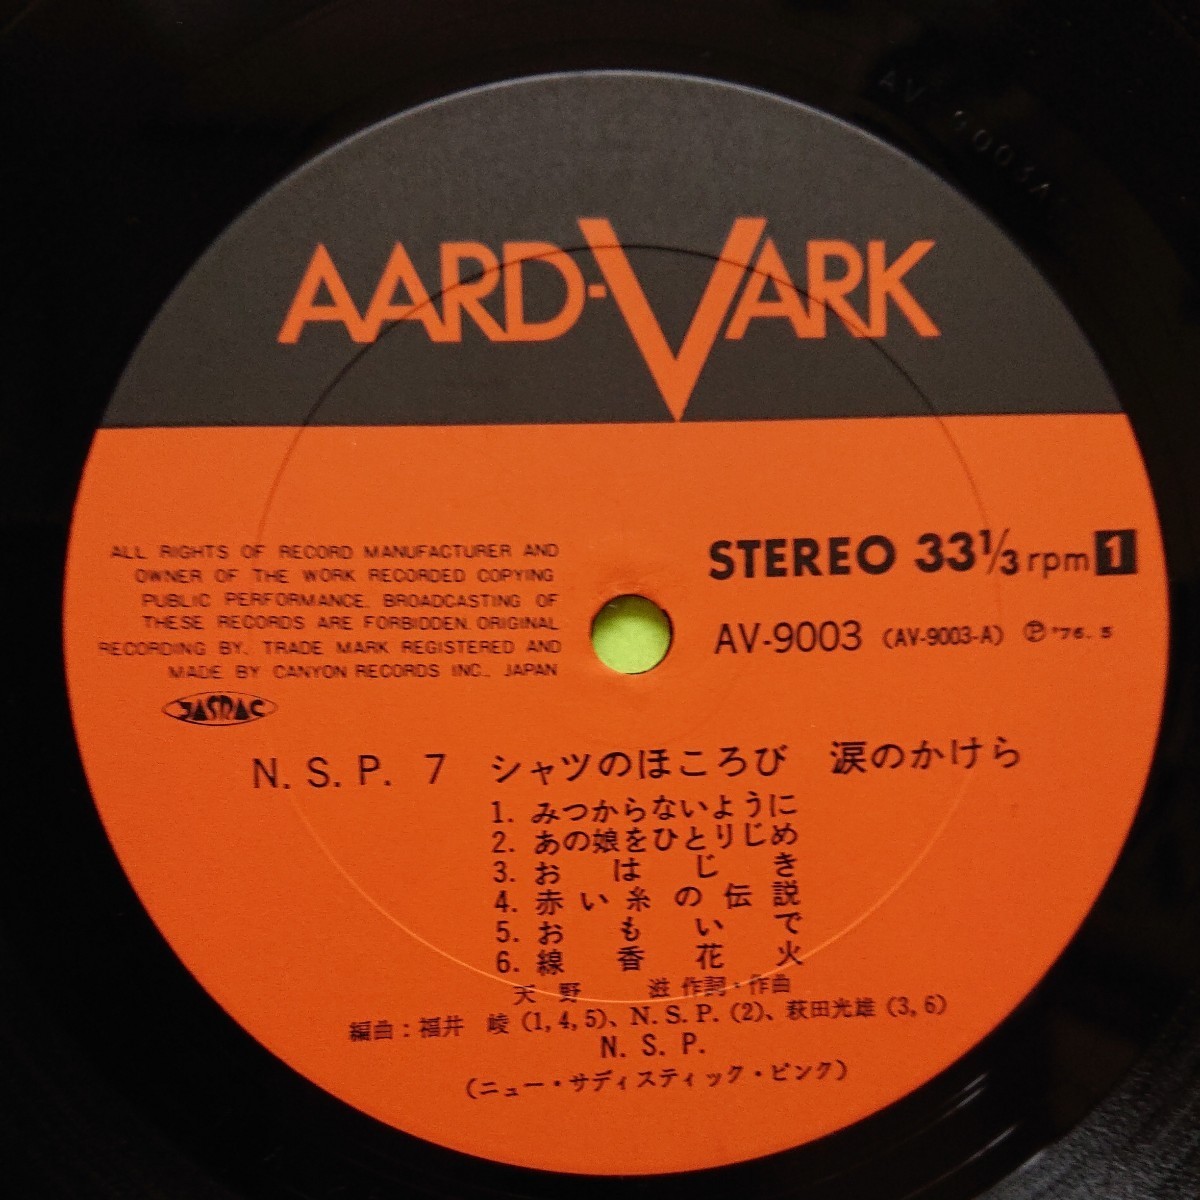 AV-9003A
AARD-VARK
ALL RIGHTS OF RECORD MANUFACTURER AND
OWNER OF THE WORK RECORDED COPYING
PUBLIC PERFORMANCE. BROADCASTING OF
THESE RECORDS ARE FORBIDDEN. ORIGINAL
RECORDING BY. TRADE MARK REGISTERED AND
MADE BY CANYON RECORDS INC., JAPAN
JASRAC
STEREO 33⅓ rpm 1
AV-9003 (AV-9003-A) Ⓟ '76. 5
N. S. P. 7 シャツのほころび 涙のかけら
1. みつからないように
2. あの娘をひとりじめ
3. おはじき
4. 赤い糸の伝説
5. おもいで
6. 線香花火
天野 滋 作詞・作曲
編曲：福井 崚（1, 4, 5）、N. S. P.（2）、萩田光雄（3, 6）
N. S. P.
（ニュー・サディスティック・ピンク）